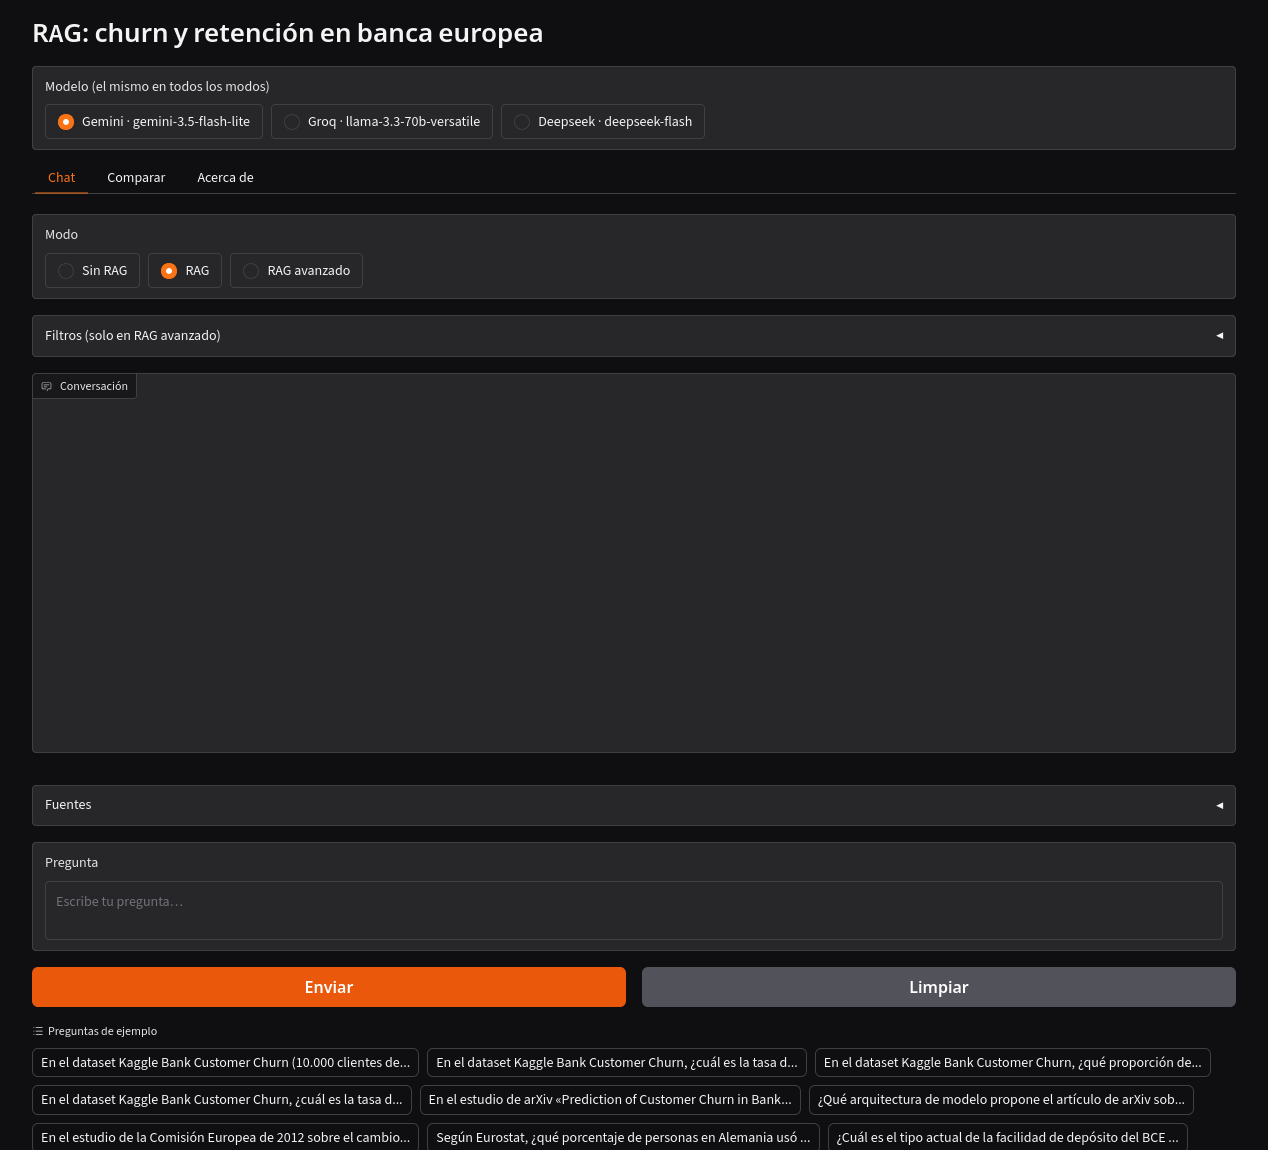 RAG: churn y retención en banca europea
Modelo (el mismo en todos los modos)
Gemini · gemini-3.5-flash-lite Groq · llama-3.3-70b-versatile Deepseek · deepseek-flash
Chat Comparar Acerca de
Modo
Sin RAG RAG RAG avanzado
Filtros (solo en RAG avanzado)
Conversación
Fuentes
Pregunta
Escribe tu pregunta…
Enviar Limpiar
Preguntas de ejemplo
En el dataset Kaggle Bank Customer Churn (10.000 clientes de... En el dataset Kaggle Bank Customer Churn, ¿cuál es la tasa d... En el dataset Kaggle Bank Customer Churn, ¿qué proporción de...
En el dataset Kaggle Bank Customer Churn, ¿cuál es la tasa d... En el estudio de arXiv «Prediction of Customer Churn in Bank... ¿Qué arquitectura de modelo propone el artículo de arXiv sob...
En el estudio de la Comisión Europea de 2012 sobre el cambio... Según Eurostat, ¿qué porcentaje de personas en Alemania usó ... ¿Cuál es el tipo actual de la facilidad de depósito del BCE ...